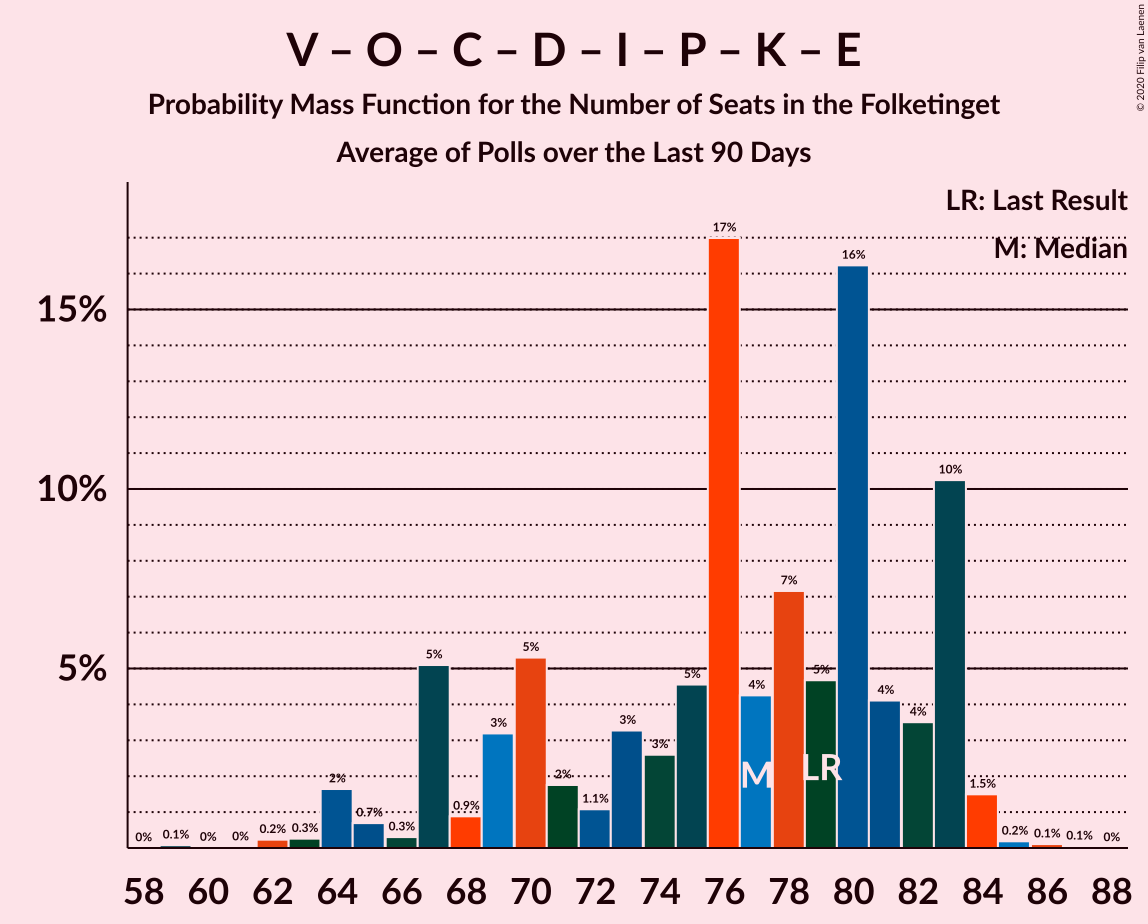 V – O – C – D – I – P – K – E
Probability Mass Function for the Number of Seats in the Folketinget
Average of Polls over the Last 90 Days
© 2020 Filip van Laenen
LR: Last Result
M: Median
15%
10%
5%
0% 0.1% 0% 0% 0.2% 0.3% 2% 0.7% 0.3% 5% 0.9% 3% 5% 2% 1.1% 3% 3% 5% 17% 4% 7% 5% 16% 4% 4% 10% 1.5% 0.2% 0.1% 0.1% 0%
M LR
58 60 62 64 66 68 70 72 74 76 78 80 82 84 86 88